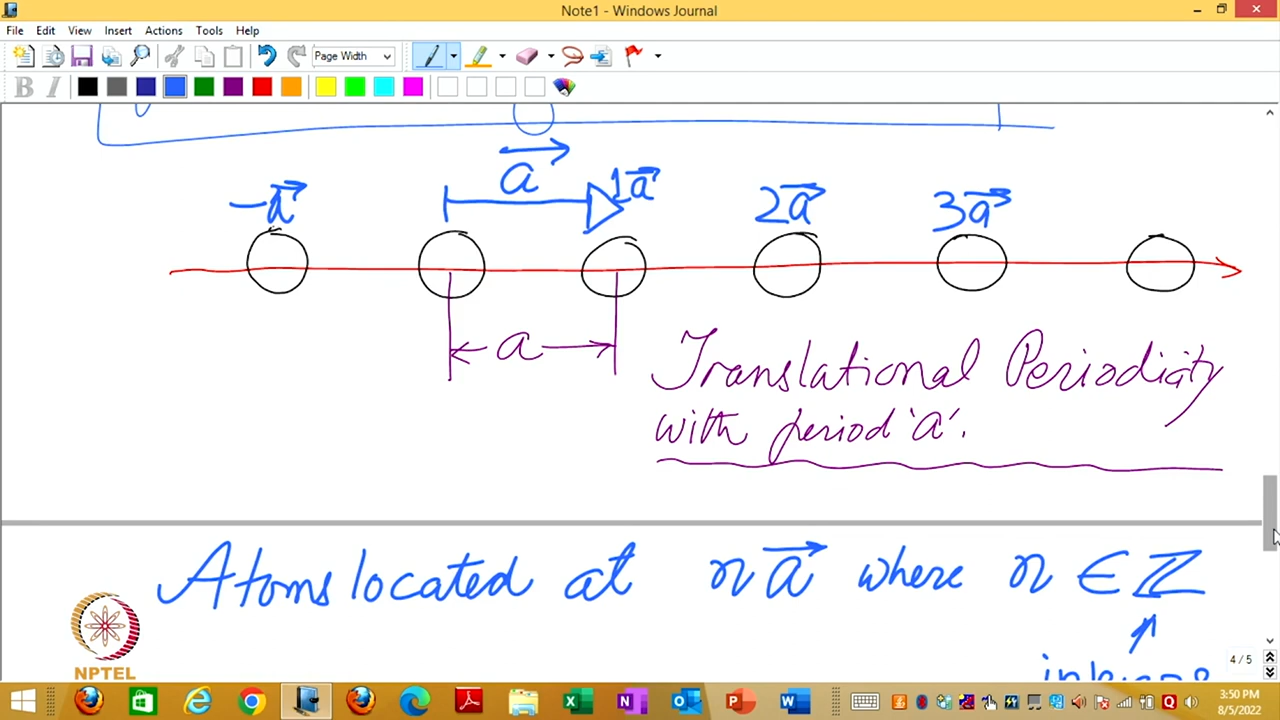 Note1 - Windows Journal
File Edit View Insert Actions Tools Help
Page Width
B I
a
-a 1a 2a 3a
a
Translational Periodicity
with period 'a'.
Atoms located at na where n ∈ ℤ
NPTEL
4 / 5
3:50 PM
8/5/2022